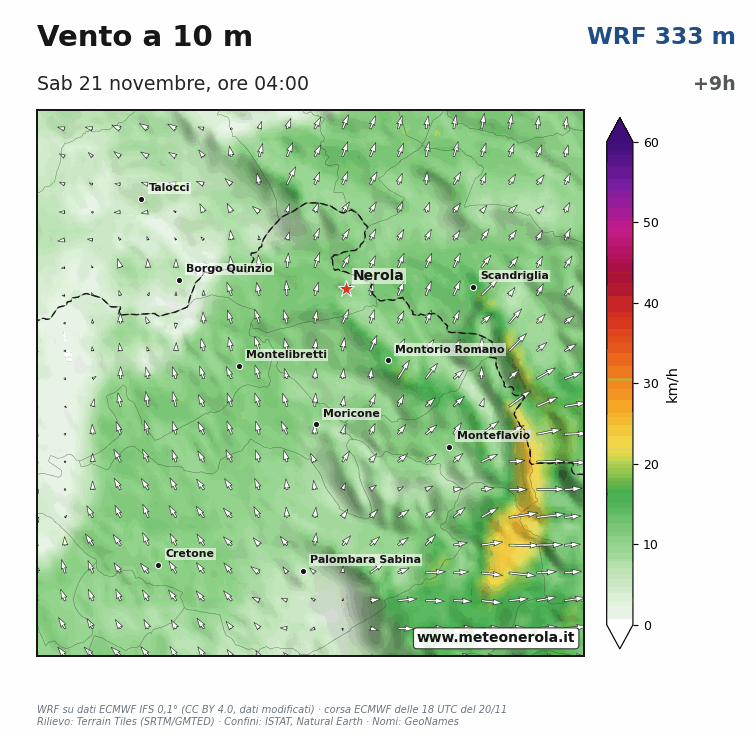 Vento a 10 m
WRF 333 m
Sab 21 novembre, ore 04:00
+9h
Talocci
Borgo Quinzio
Nerola
Scandriglia
Montelibretti
Montorio Romano
Moricone
Monteflavio
Cretone
Palombara Sabina
www.meteonerola.it
60
50
40
30
20
10
0
km/h
WRF su dati ECMWF IFS 0,1° (CC BY 4.0, dati modificati) · corsa ECMWF delle 18 UTC del 20/11
Rilievo: Terrain Tiles (SRTM/GMTED) · Confini: ISTAT, Natural Earth · Nomi: GeoNames